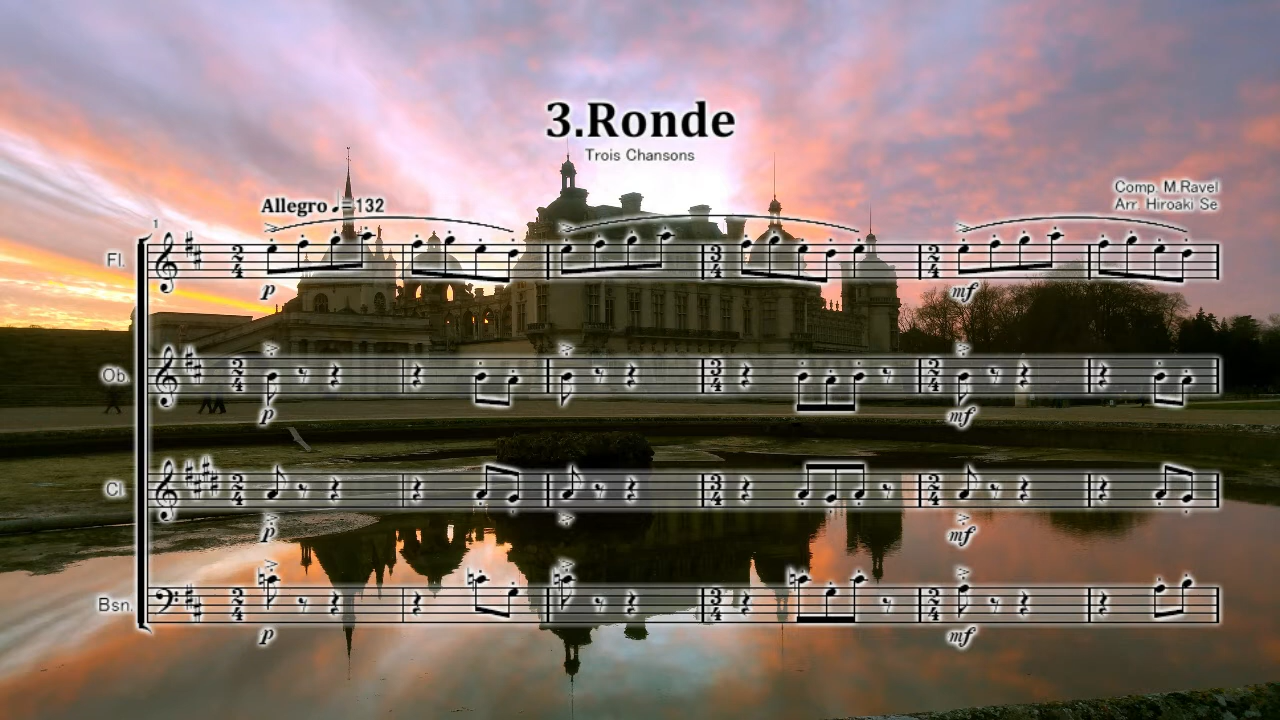 3.Ronde
Trois Chansons
Comp. M.Ravel
Arr. Hiroaki Se
Allegro ♩=132
1
Fl.
p
mf
Ob.
p
mf
Cl.
p
mf
Bsn.
p
mf